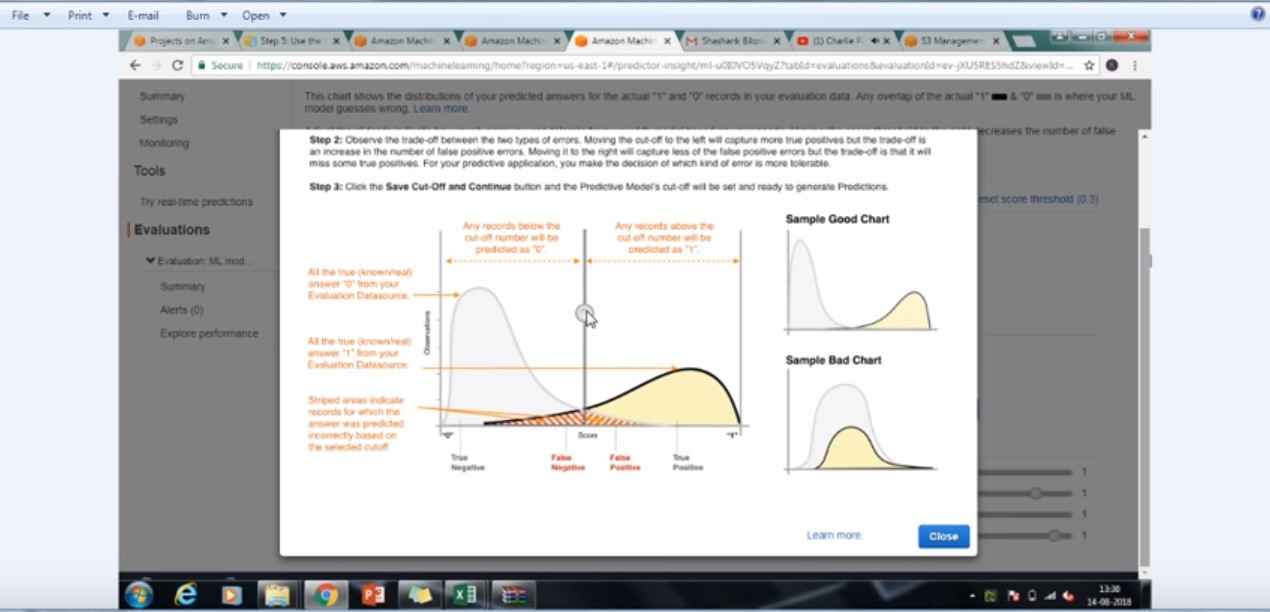 File Print E-mail Burn Open
Projects on Ama Step 5: Use the Amazon Machin Amazon Machin Amazon Machin Shashank Bilon (1) Charlie P S3 Managemen
Secure https://console.aws.amazon.com/machinelearning/home?region=us-east-1#/predictor-insight/
Summary
Settings
Monitoring
Tools
Try real-time predictions
Evaluations
Evaluation: ML mod...
Summary
Alerts (0)
Explore performance
This chart shows the distributions of your predicted answers for the actual "1" and "0" records in your evaluation data. Any overlap of the actual "1" & "0" is where your ML
model guesses wrong. Learn more.
decreases the number of false
eset score threshold (0.3)
Step 2: Observe the trade-off between the two types of errors. Moving the cut-off to the left will capture more true positives but the trade-off is
an increase in the number of false positive errors. Moving it to the right will capture less of the false positive errors but the trade-off is that it will
miss some true positives. For your predictive application, you make the decision of which kind of error is more tolerable.
Step 3: Click the Save Cut-Off and Continue button and the Predictive Model's cut-off will be set and ready to generate Predictions.
Any records below the
cut-off number will be
predicted as "0".
Any records above the
cut-off number will be
predicted as "1".
All the true (known/real)
answer "0" from your
Evaluation Datasource.
All the true (known/real)
answer "1" from your
Evaluation Datasource.
Striped areas indicate
records for which the
answer was predicted
incorrectly based on
the selected cutoff.
Observations
"0"
Score
"1"
True
Negative
False
Negative
False
Positive
True
Positive
Sample Good Chart
Sample Bad Chart
Learn more.
Close
1
1
1
1
13:36
14-08-2018